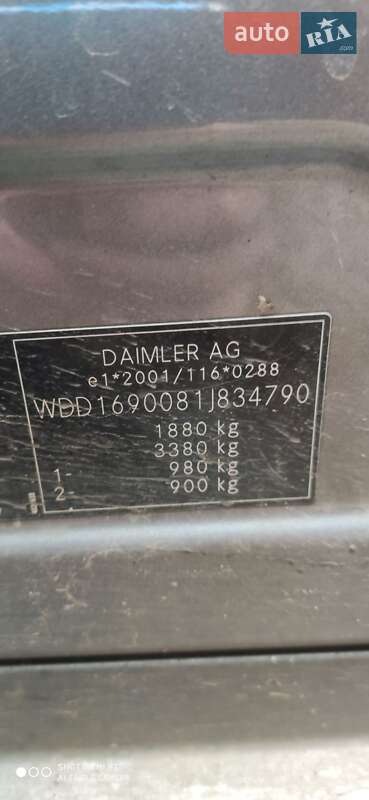 auto RIA
.com
DAIMLER AG
e1*2001/116*0288
WDD1690081J834790
1880 kg
3380 kg
1- 980 kg
2- 900 kg